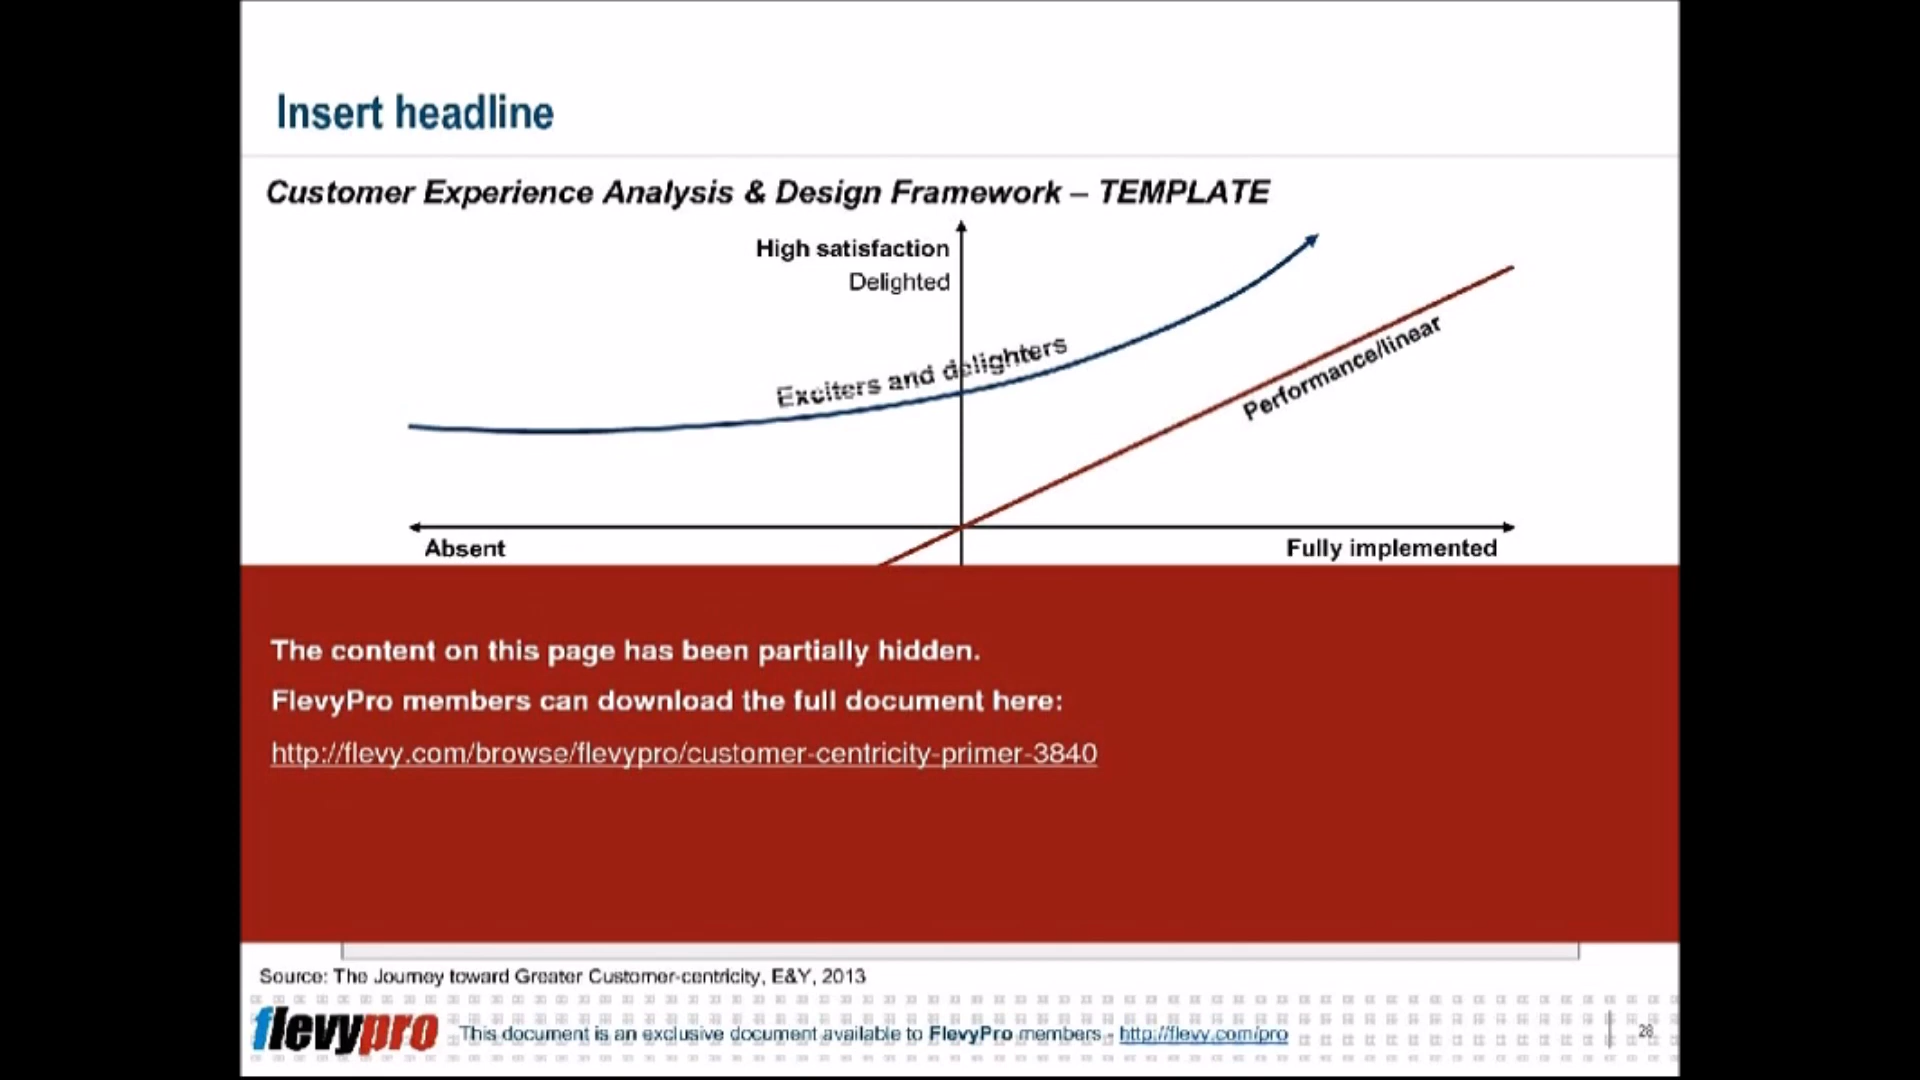 Insert headline
Customer Experience Analysis & Design Framework – TEMPLATE
High satisfaction
Delighted
Exciters and delighters
Performance/linear
Absent
Fully implemented
The content on this page has been partially hidden.
FlevyPro members can download the full document here:
http://flevy.com/browse/flevypro/customer-centricity-primer-3840
Source: The Journey toward Greater Customer-centricity, E&Y, 2013
flevypro
This document is an exclusive document available to FlevyPro members - http://flevy.com/pro
28